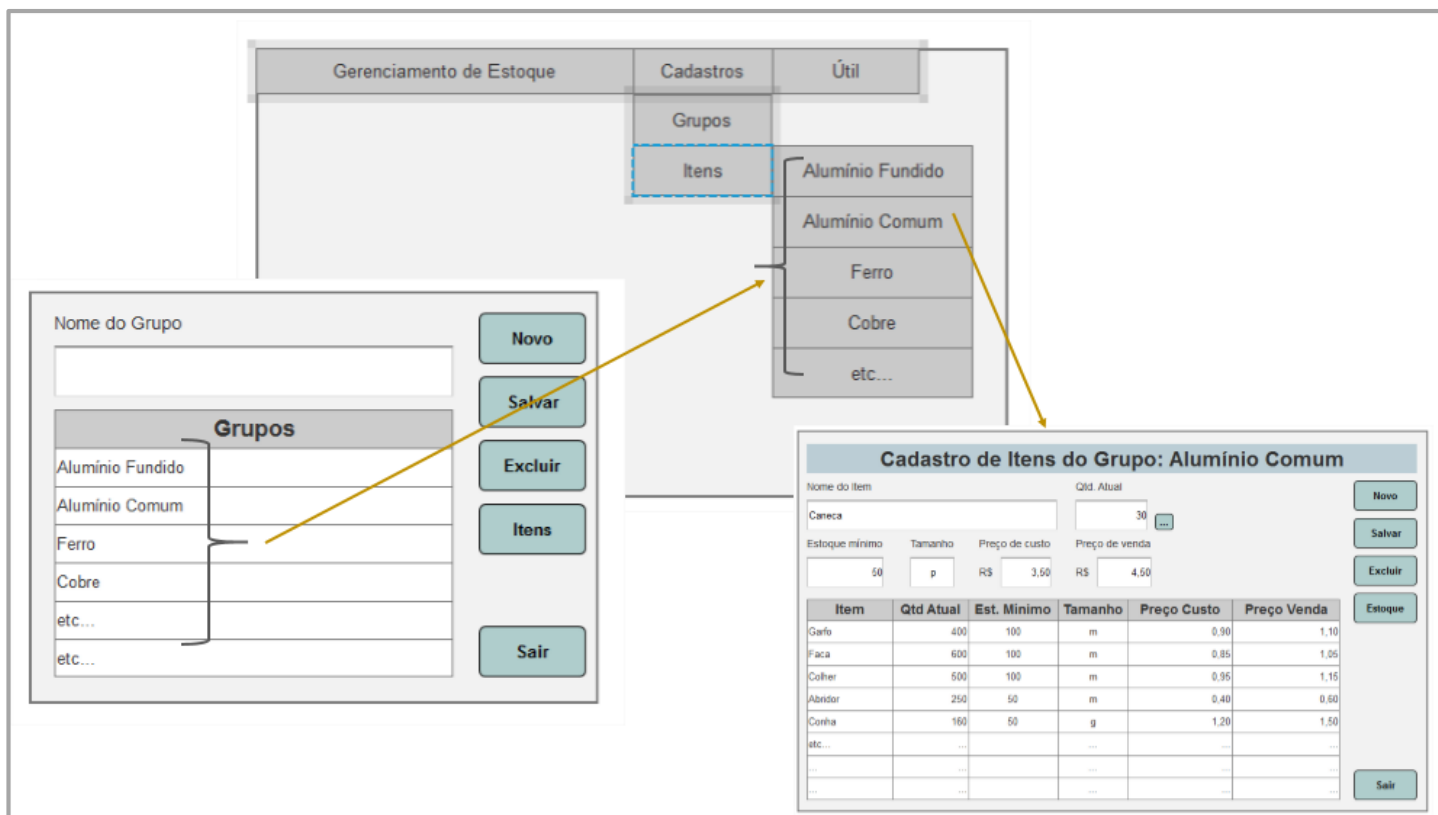 Gerenciamento de Estoque Cadastros Útil
Grupos
Itens
Alumínio Fundido
Alumínio Comum
Ferro
Cobre
etc...
Nome do Grupo
Novo
Salvar
Excluir
Itens
Sair
Grupos
Alumínio Fundido
Alumínio Comum
Ferro
Cobre
etc...
etc...
Cadastro de Itens do Grupo: Alumínio Comum
Nome do Item Qtd. Atual
Caneca 30 ...
Estoque mínimo Tamanho Preço de custo Preço de venda
50 p R$ 3,50 R$ 4,50
Novo
Salvar
Excluir
Estoque
Sair
Item Qtd Atual Est. Minimo Tamanho Preço Custo Preço Venda
Garfo 400 100 m 0,90 1,10
Faca 600 100 m 0,85 1,05
Colher 500 100 m 0,95 1,15
Abridor 250 50 m 0,40 0,60
Conha 160 50 g 1,20 1,50
etc... ... ... ... ...
... ... ... ... ...
... ... ... ... ...